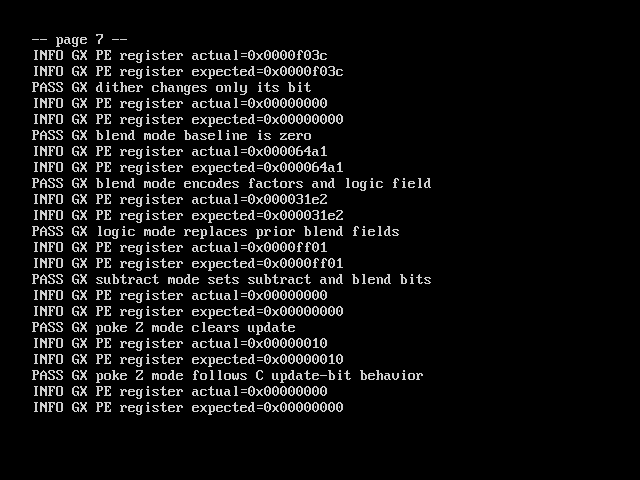 -- page 7 --
INFO GX PE register actual=0x0000f03c
INFO GX PE register expected=0x0000f03c
PASS GX dither changes only its bit
INFO GX PE register actual=0x00000000
INFO GX PE register expected=0x00000000
PASS GX blend mode baseline is zero
INFO GX PE register actual=0x000064a1
INFO GX PE register expected=0x000064a1
PASS GX blend mode encodes factors and logic field
INFO GX PE register actual=0x000031e2
INFO GX PE register expected=0x000031e2
PASS GX logic mode replaces prior blend fields
INFO GX PE register actual=0x0000ff01
INFO GX PE register expected=0x0000ff01
PASS GX subtract mode sets subtract and blend bits
INFO GX PE register actual=0x00000000
INFO GX PE register expected=0x00000000
PASS GX poke Z mode clears update
INFO GX PE register actual=0x00000010
INFO GX PE register expected=0x00000010
PASS GX poke Z mode follows C update-bit behavior
INFO GX PE register actual=0x00000000
INFO GX PE register expected=0x00000000